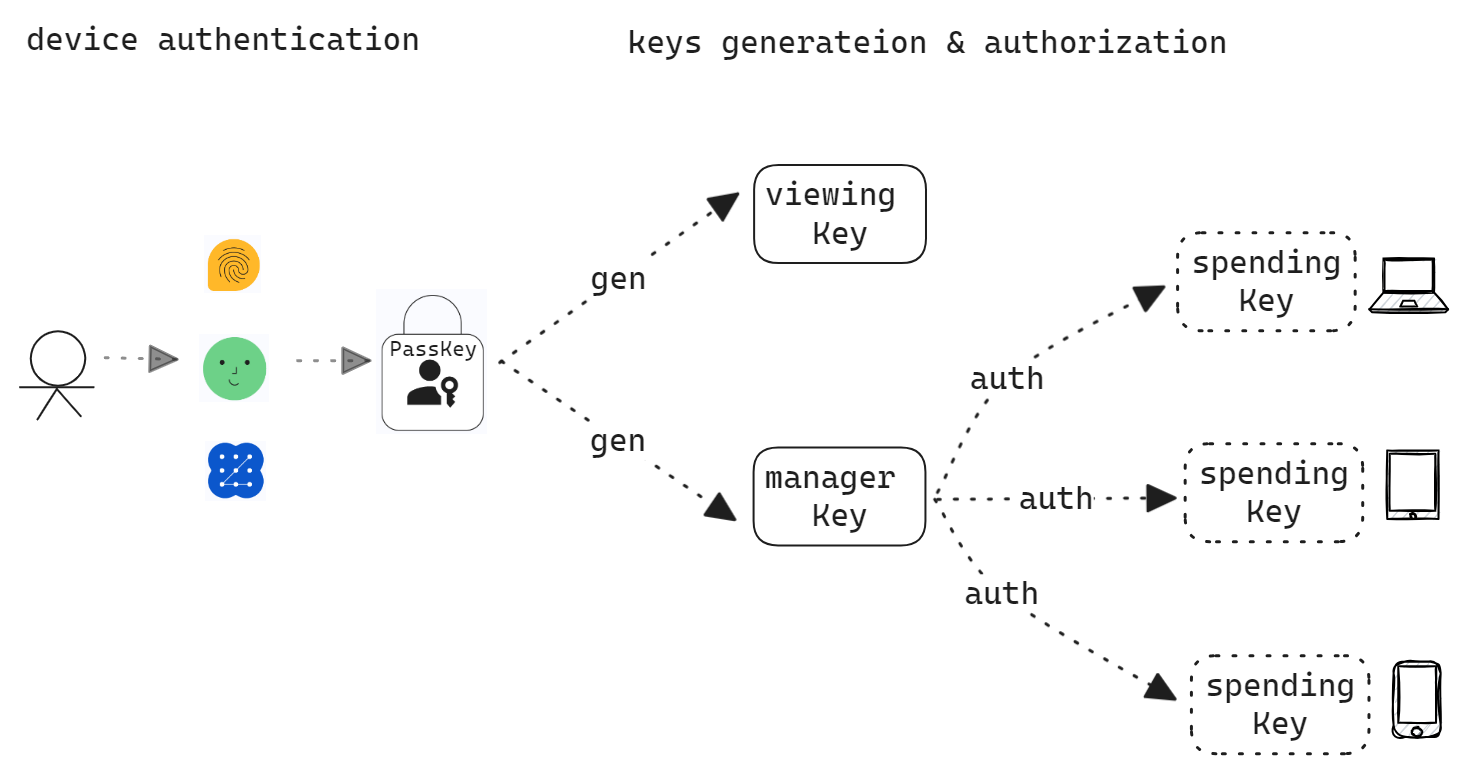 device authentication
keys generateion & authorization
PassKey
gen
gen
viewing
Key
manager
Key
auth
auth
auth
spending
Key
spending
Key
spending
Key